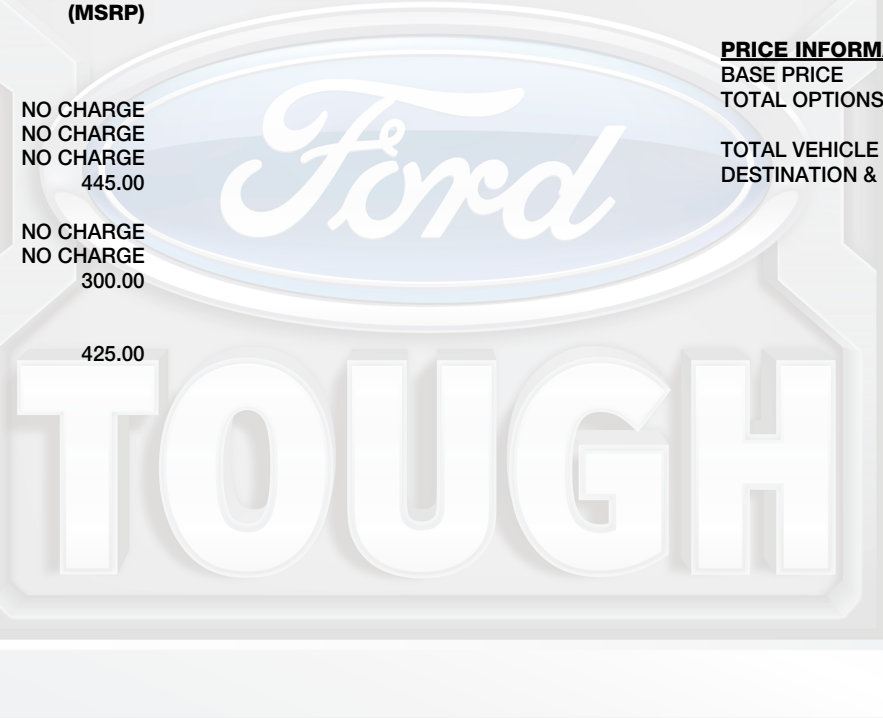 (MSRP)
NO CHARGE
NO CHARGE
NO CHARGE
445.00
NO CHARGE
NO CHARGE
300.00
425.00
PRICE
BASE PRICE
TOTAL OPTIONS
TOTAL VEHICLE
DESTINATION &
Ford
TOUGH